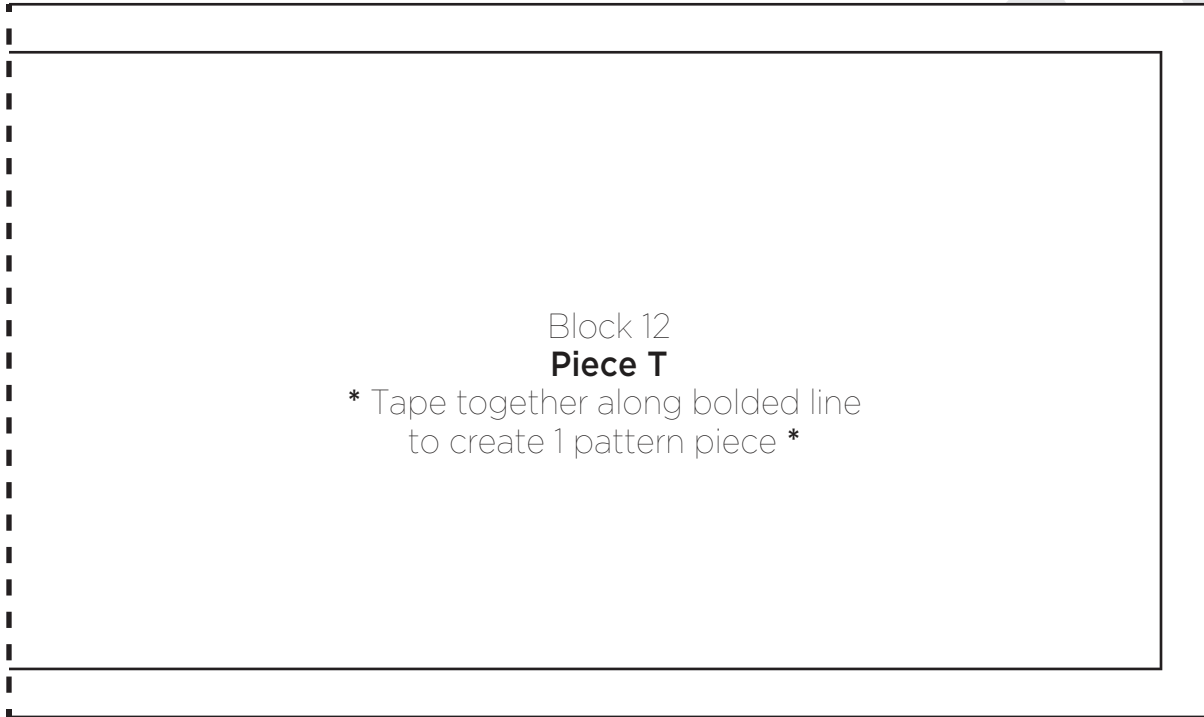 Block 12
Piece T
* Tape together along bolded line
to create 1 pattern piece *